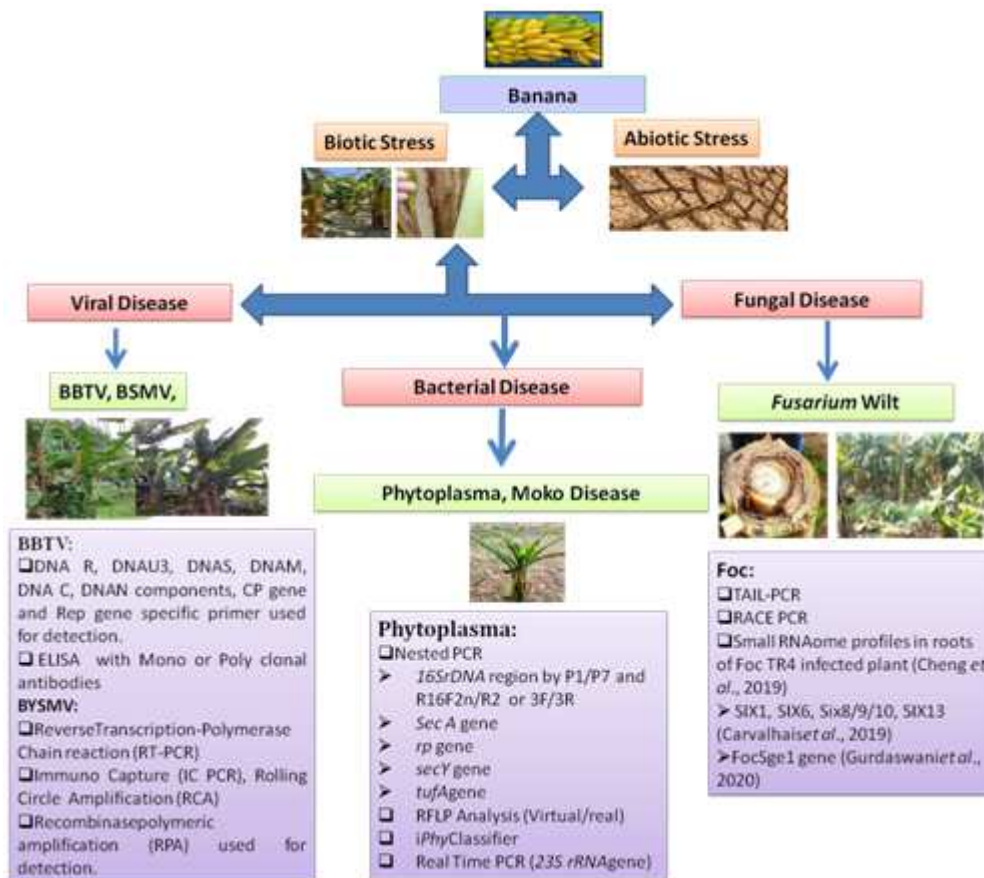 Banana
Biotic Stress
Abiotic Stress
Viral Disease
Fungal Disease
Bacterial Disease
BBTV, BSMV,
Fusarium Wilt
Phytoplasma, Moko Disease
BBTV:
❑DNA R, DNAU3, DNAS, DNAM,
DNA C, DNAN components, CP gene
and Rep gene specific primer used
for detection.
❑ELISA with Mono or Poly clonal
antibodies
BYSMV:
❑ReverseTranscription-Polymerase
Chain reaction (RT-PCR)
❑Immuno Capture (IC PCR), Rolling
Circle Amplification (RCA)
❑Recombinasepolymeric
amplification (RPA) used for
detection.
Phytoplasma:
❑Nested PCR
➤ 16SrDNA region by P1/P7 and
R16F2n/R2 or 3F/3R
➤ Sec A gene
➤ rp gene
➤ secY gene
➤ tufAgene
❑ RFLP Analysis (Virtual/real)
❑ iPhyClassifier
❑ Real Time PCR (23S rRNAgene)
Foc:
❑TAIL-PCR
❑RACE PCR
❑Small RNAome profiles in roots
of Foc TR4 infected plant (Cheng et
al., 2019)
➤ SIX1, SIX6, Six8/9/10, SIX13
(Carvalhaiset al., 2019)
➤FocSge1 gene (Gurdaswaniet al.,
2020)